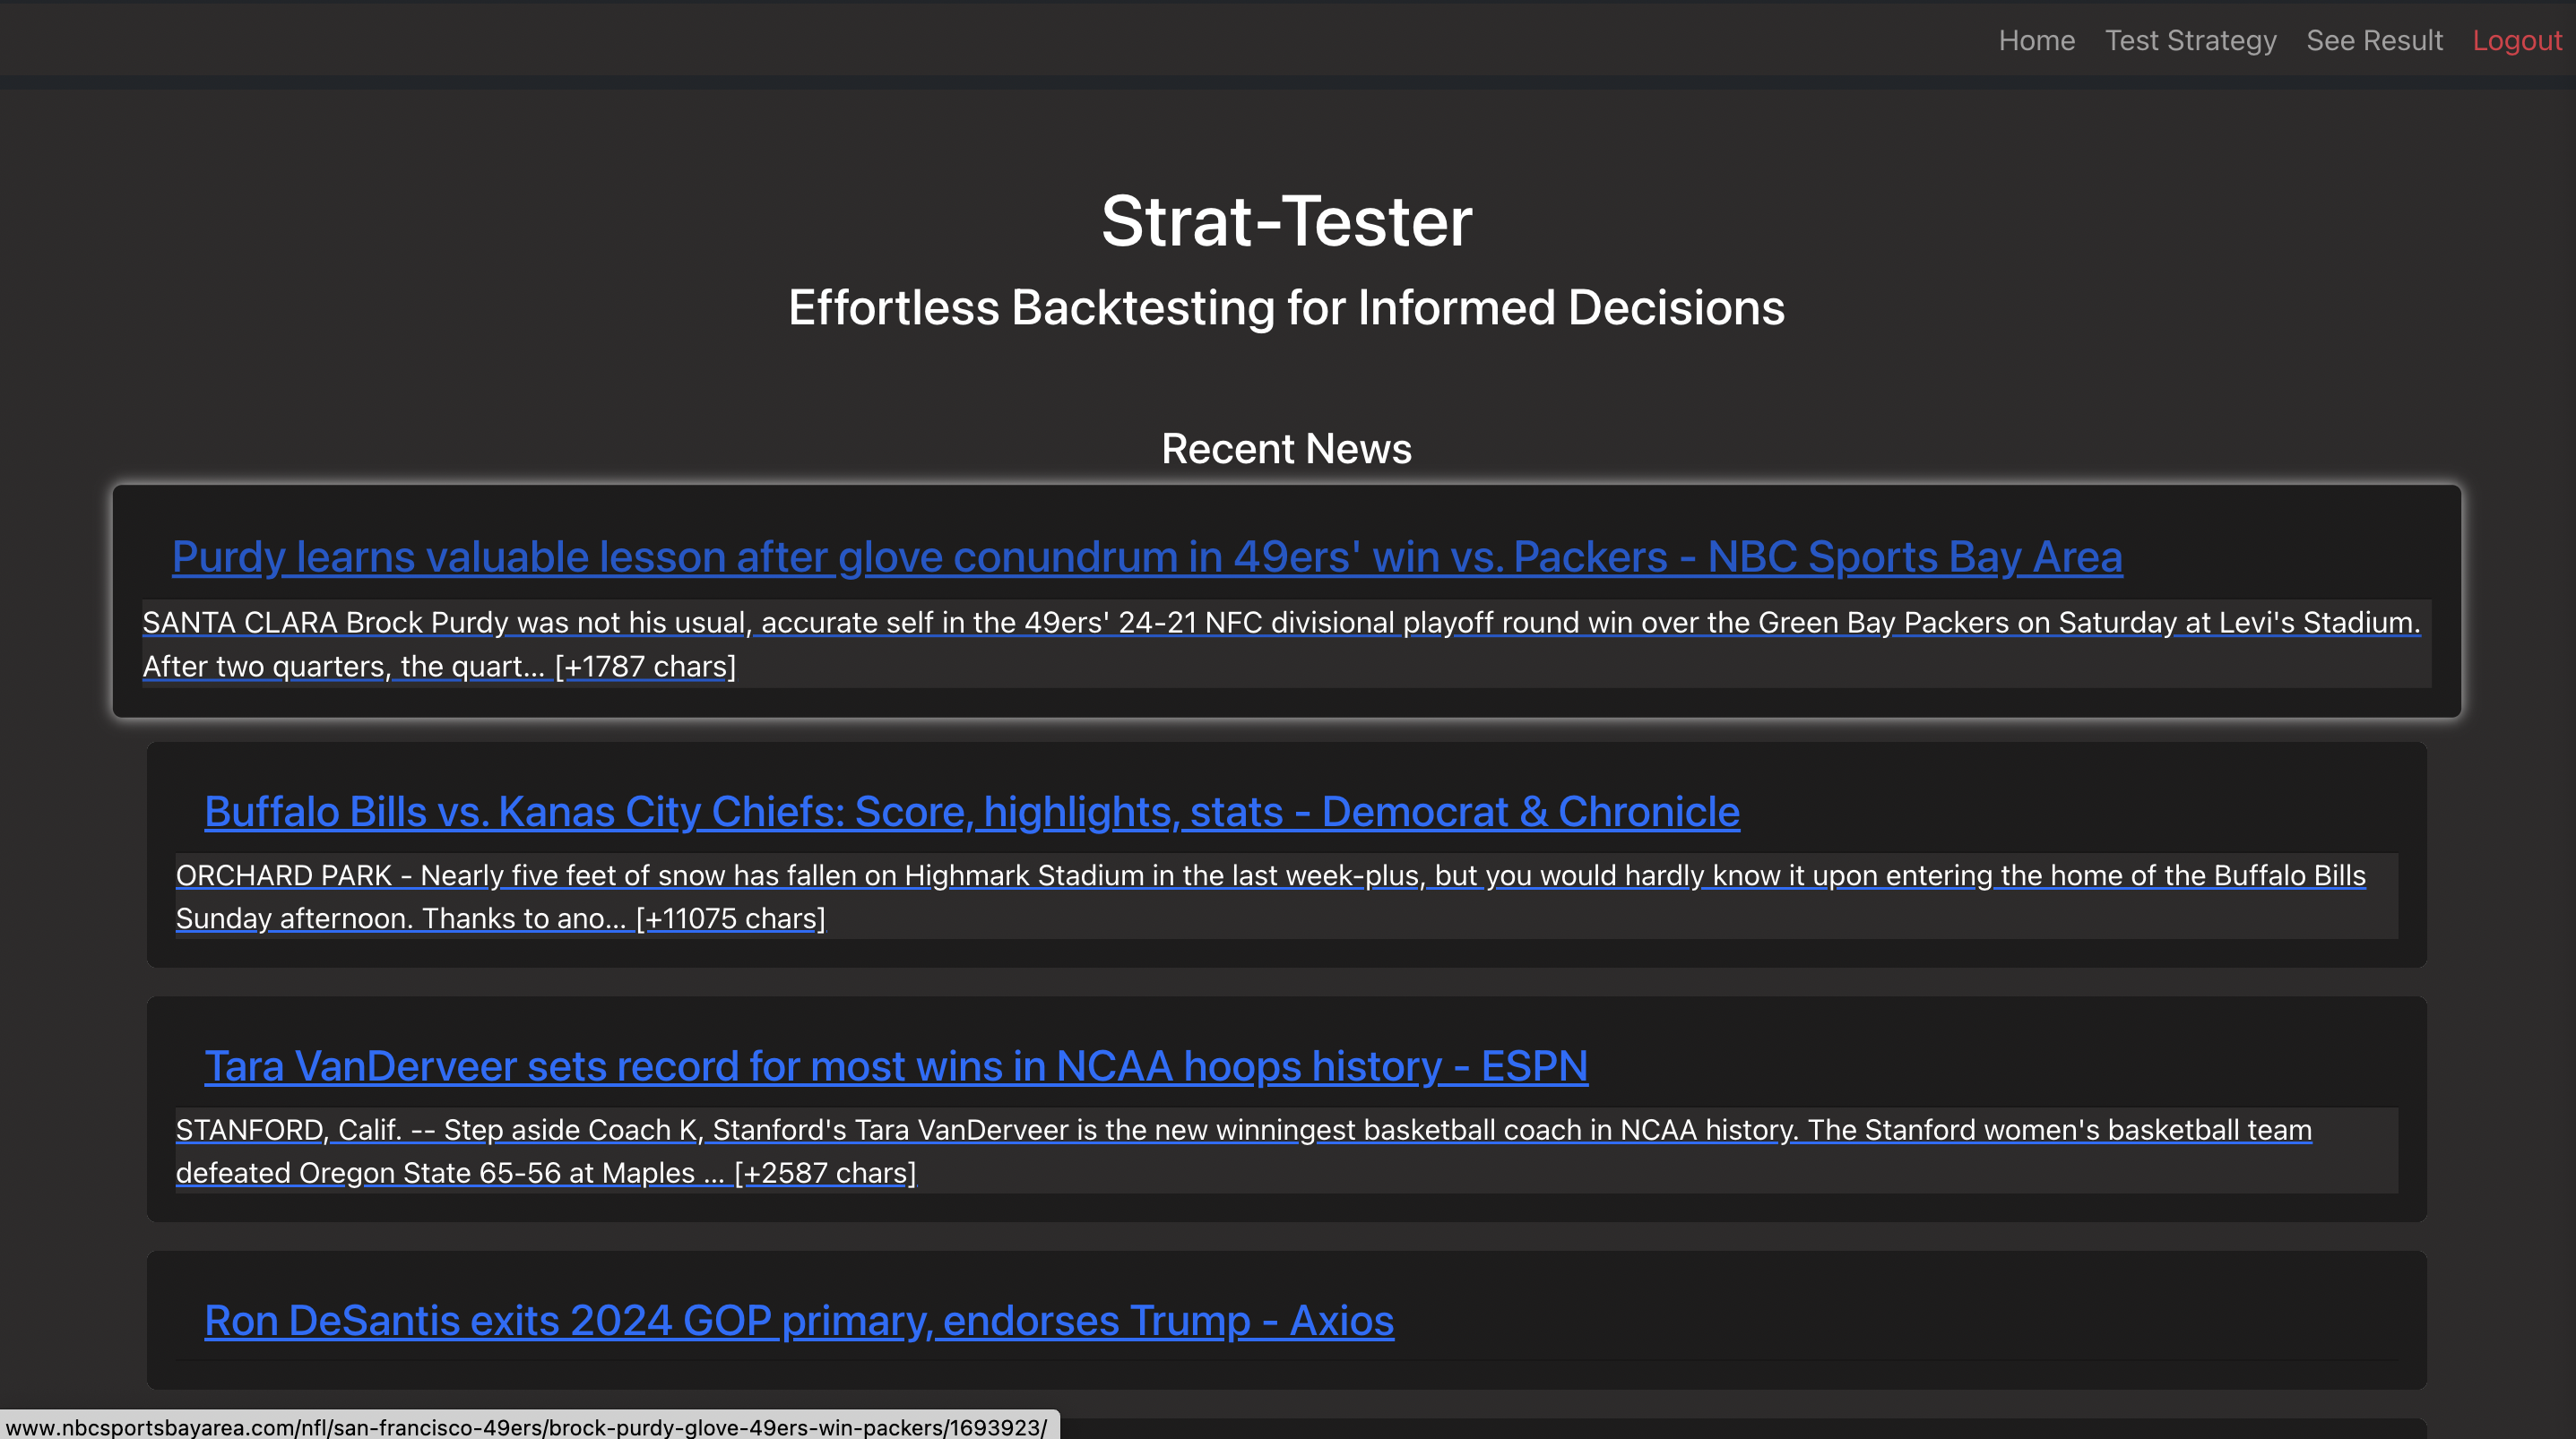 Home Test Strategy See Result Logout
Strat-Tester
Effortless Backtesting for Informed Decisions
Recent News
Purdy learns valuable lesson after glove conundrum in 49ers' win vs. Packers - NBC Sports Bay Area
SANTA CLARA Brock Purdy was not his usual, accurate self in the 49ers' 24-21 NFC divisional playoff round win over the Green Bay Packers on Saturday at Levi's Stadium.
After two quarters, the quart... [+1787 chars]
Buffalo Bills vs. Kanas City Chiefs: Score, highlights, stats - Democrat & Chronicle
ORCHARD PARK - Nearly five feet of snow has fallen on Highmark Stadium in the last week-plus, but you would hardly know it upon entering the home of the Buffalo Bills
Sunday afternoon. Thanks to ano... [+11075 chars]
Tara VanDerveer sets record for most wins in NCAA hoops history - ESPN
STANFORD, Calif. -- Step aside Coach K, Stanford's Tara VanDerveer is the new winningest basketball coach in NCAA history. The Stanford women's basketball team
defeated Oregon State 65-56 at Maples ... [+2587 chars]
Ron DeSantis exits 2024 GOP primary, endorses Trump - Axios
www.nbcsportsbayarea.com/nfl/san-francisco-49ers/brock-purdy-glove-49ers-win-packers/1693923/